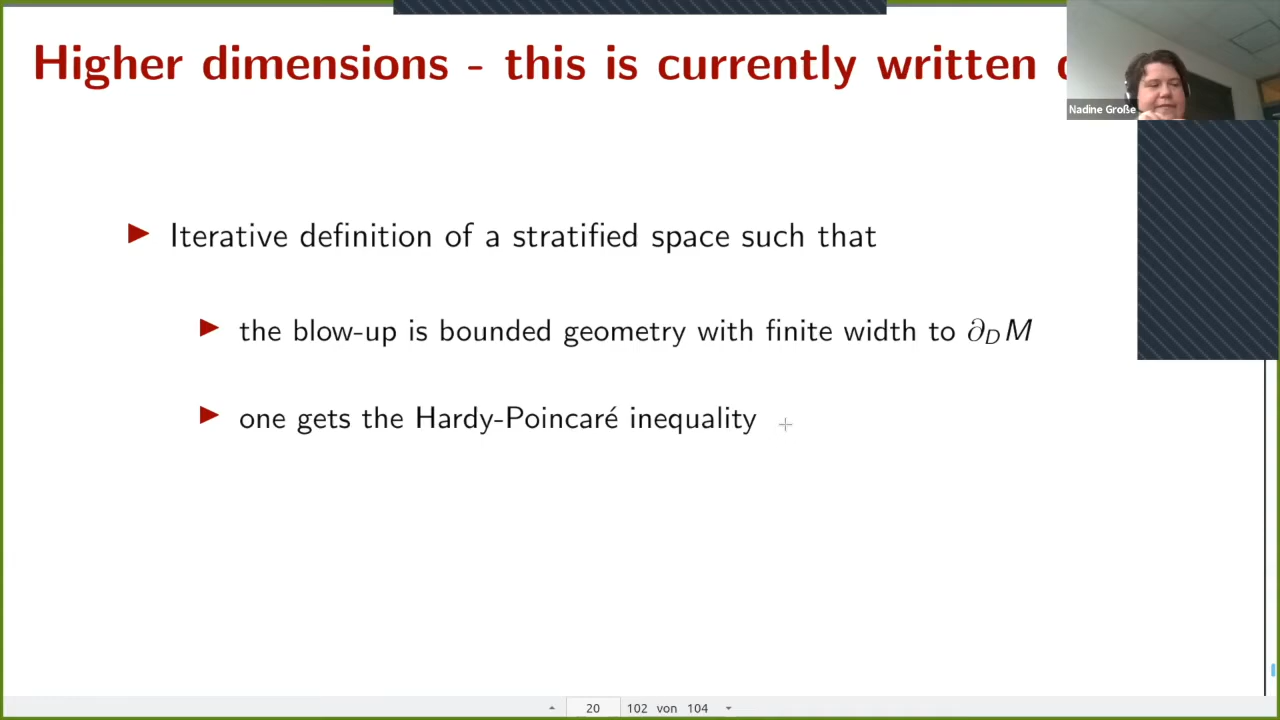 Higher dimensions - this is currently written
Nadine Große
▶ Iterative definition of a stratified space such that
▶ the blow-up is bounded geometry with finite width to ∂_D M
▶ one gets the Hardy-Poincaré inequality
20 102 von 104